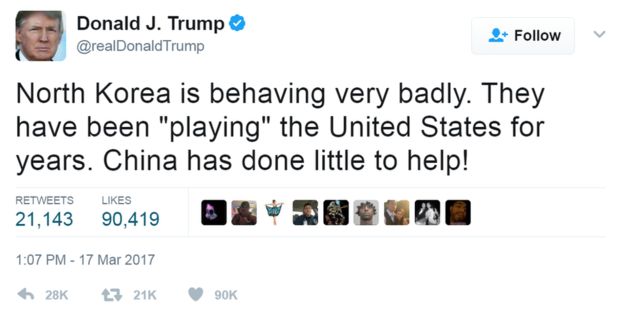 Donald J. Trump
@realDonaldTrump
Follow
North Korea is behaving very badly. They
have been "playing" the United States for
years. China has done little to help!
RETWEETS LIKES
21,143 90,419
1:07 PM - 17 Mar 2017
28K 21K 90K